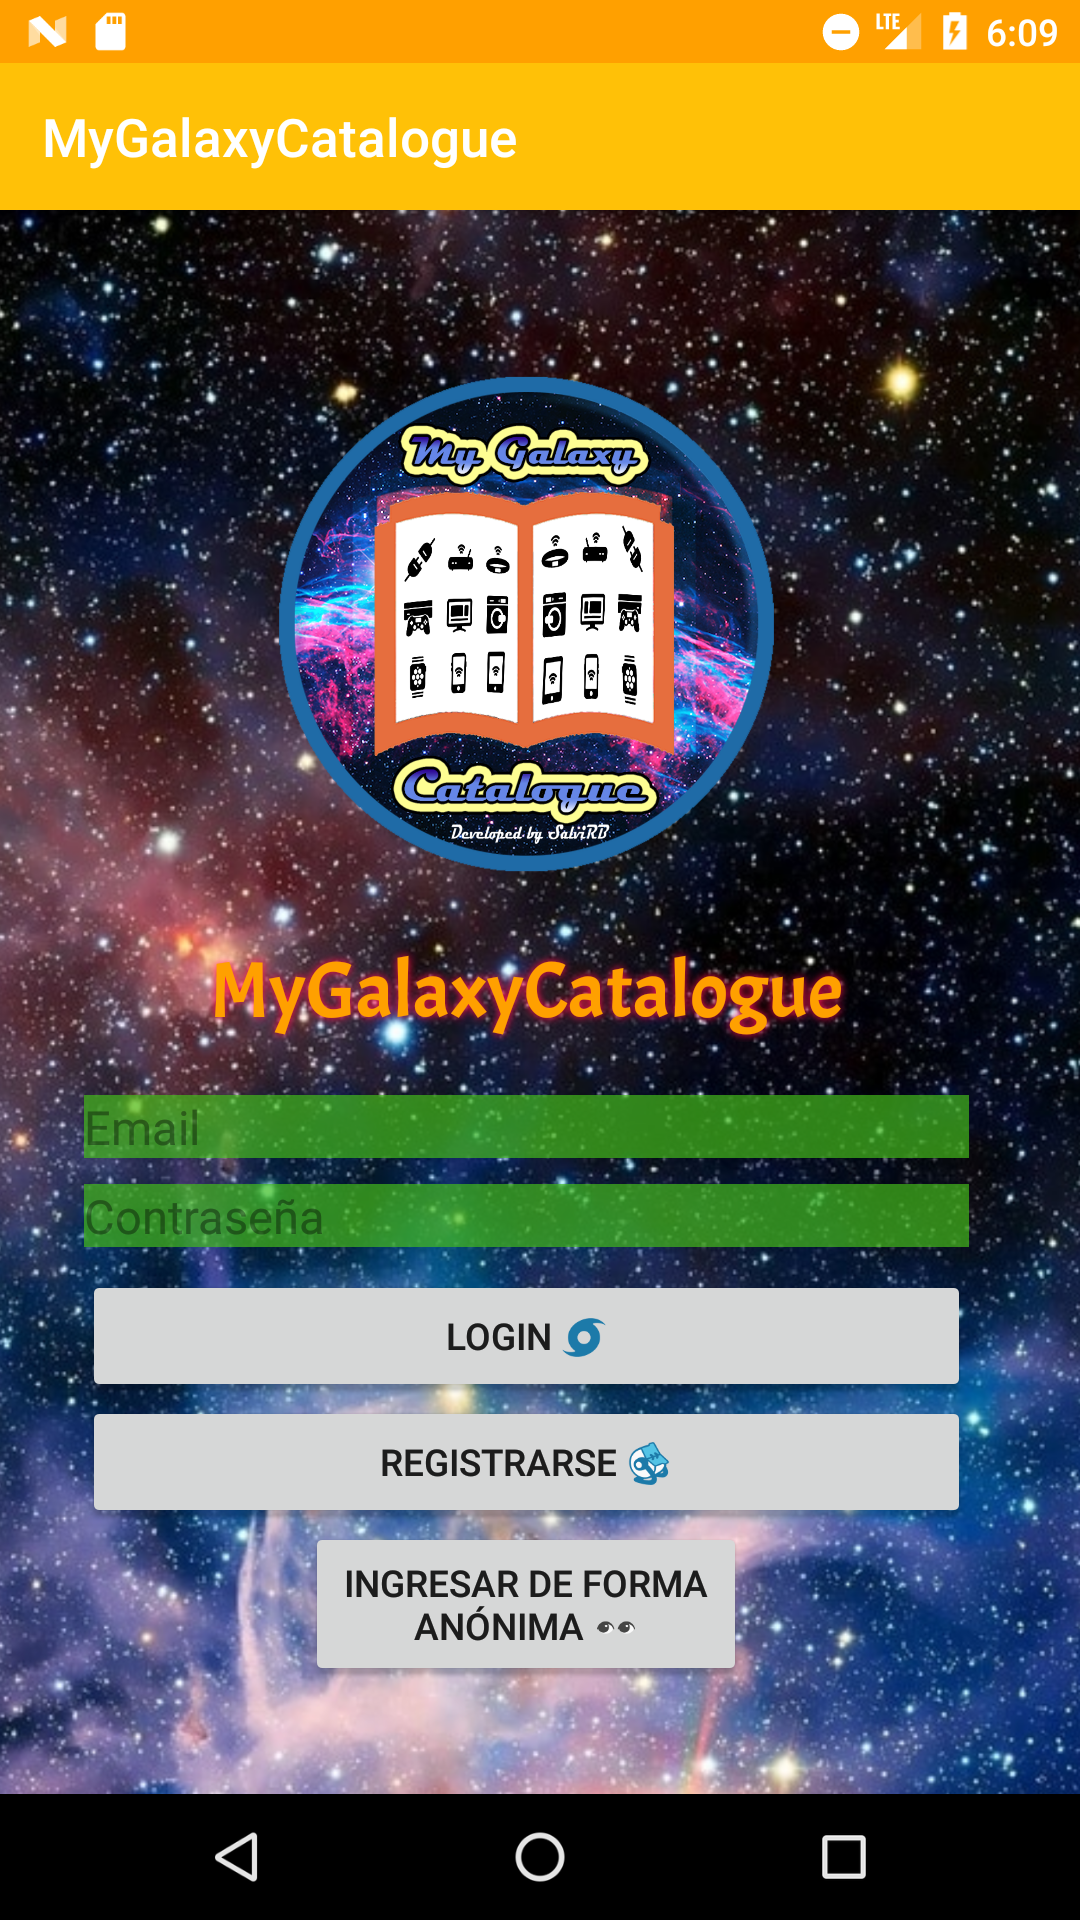 LTE 6:09
MyGalaxyCatalogue
My Galaxy
Catalogue
Developed by SalviRB
MyGalaxyCatalogue
Email
Contraseña
LOGIN
REGISTRARSE
INGRESAR DE FORMA
ANÓNIMA